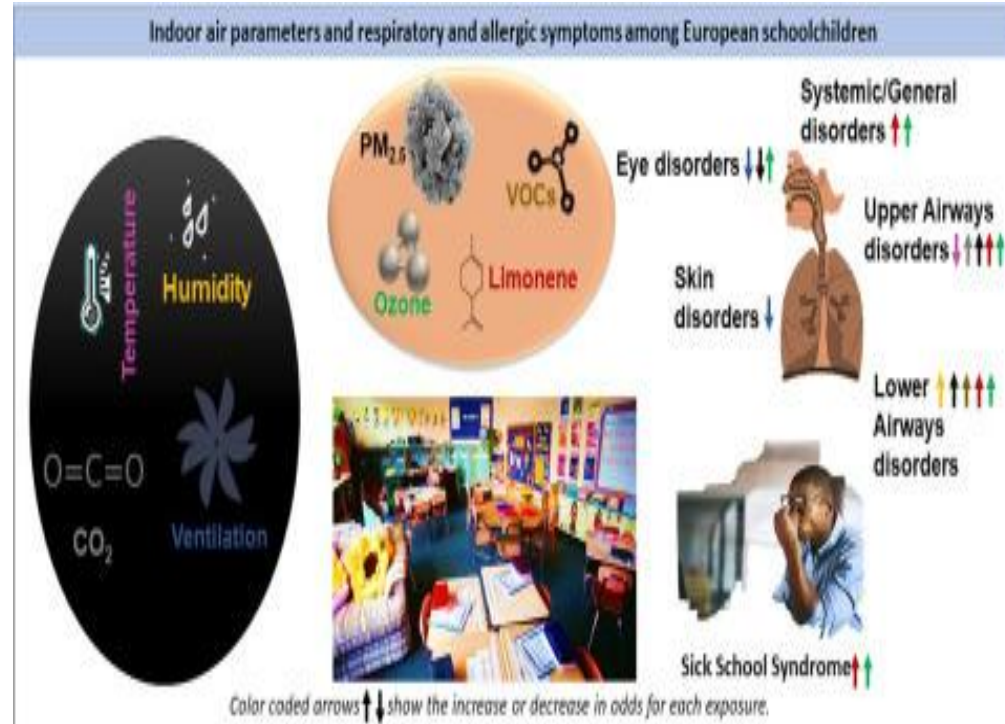 Indoor air parameters and respiratory and allergic symptoms among European schoolchildren
Temperature
Humidity
O=C=O
CO2
Ventilation
PM2.5
VOCs
Ozone
Limonene
Systemic/General
disorders ↑↑
Eye disorders ↓↓↑
Upper Airways
disorders ↓↑↑↑↑
Skin
disorders ↓
Lower ↑↑↑↑↑
Airways
disorders
Sick School Syndrome ↑↑
Color coded arrows ↑↓ show the increase or decrease in odds for each exposure.